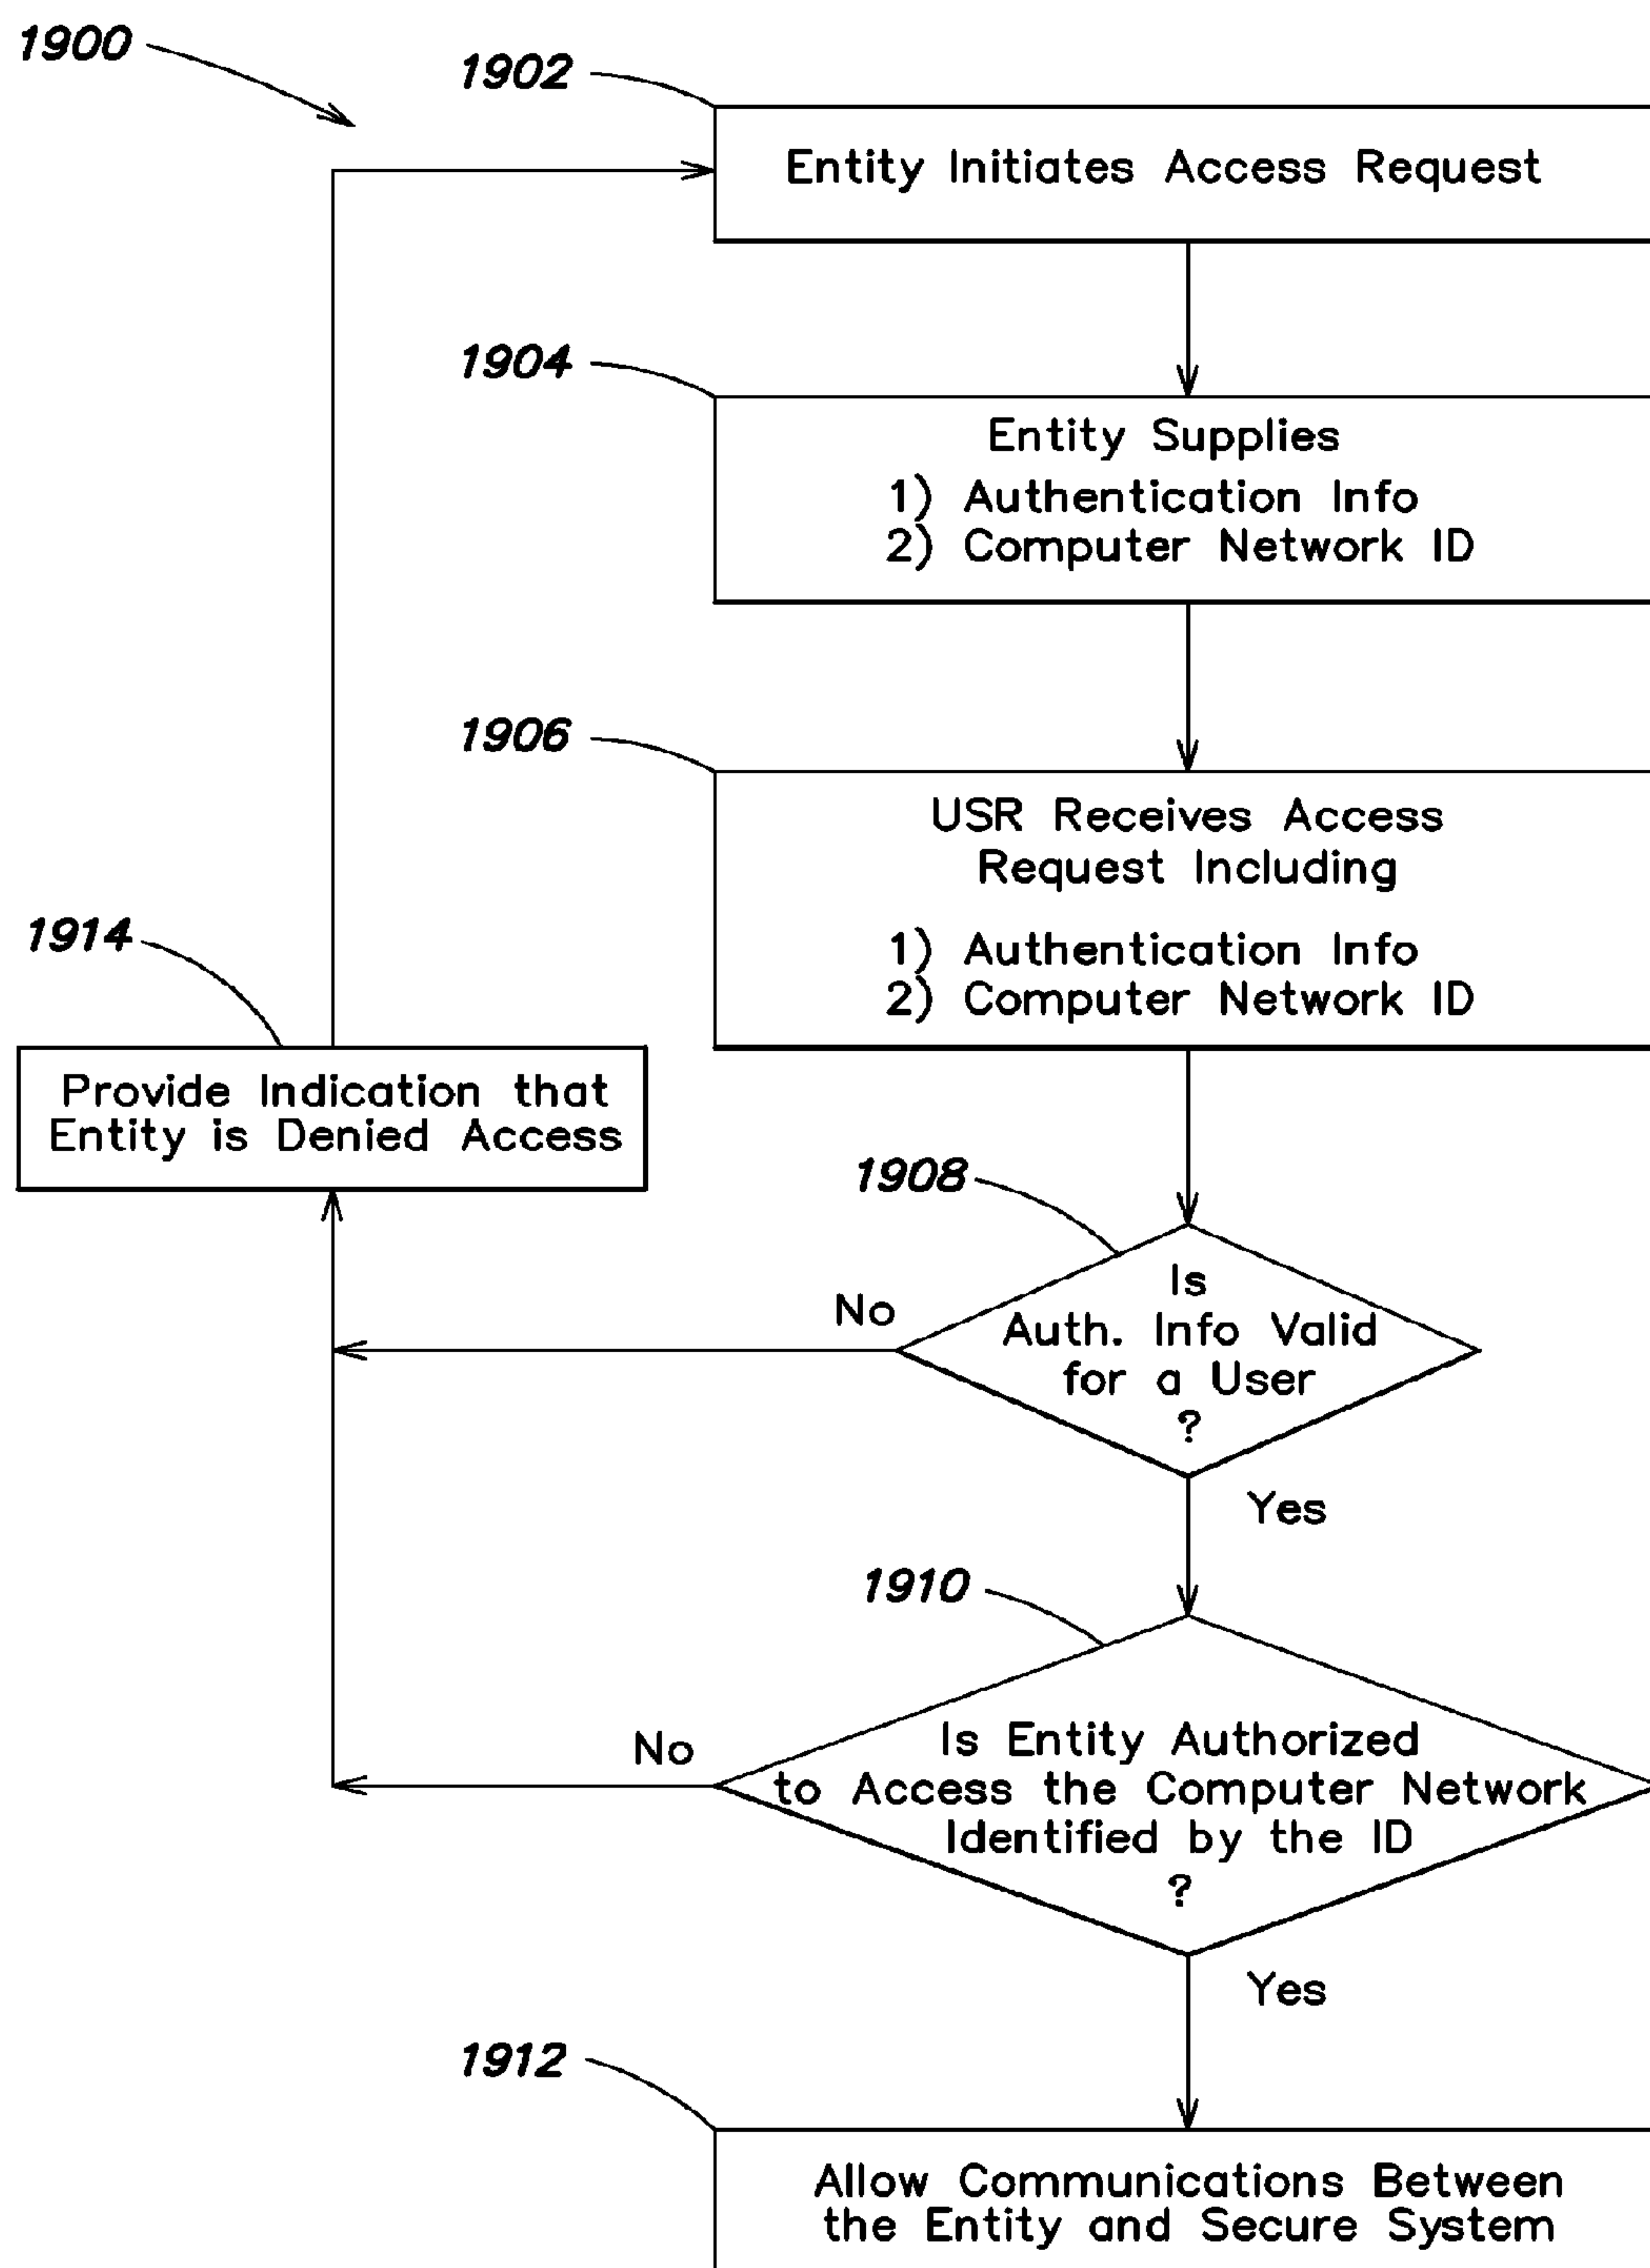 1900
1902
Entity Initiates Access Request
1904
Entity Supplies
1) Authentication Info
2) Computer Network ID
1906
USR Receives Access
Request Including
1) Authentication Info
2) Computer Network ID
1914
Provide Indication that
Entity is Denied Access
1908
Is
Auth. Info Valid
for a User
?
No
Yes
1910
Is Entity Authorized
to Access the Computer Network
Identified by the ID
?
No
Yes
1912
Allow Communications Between
the Entity and Secure System